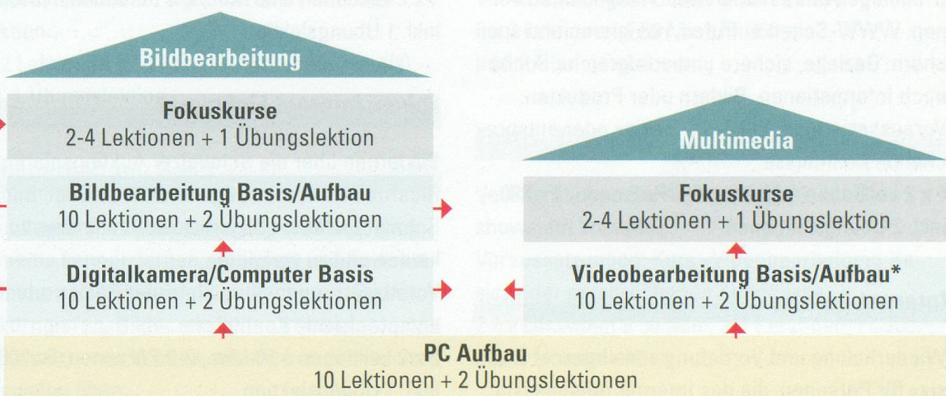 Bildbearbeitung
Fokuskurse
2-4 Lektionen + 1 Übungslektion
Bildbearbeitung Basis/Aufbau
10 Lektionen + 2 Übungslektionen
Digitalkamera/Computer Basis
10 Lektionen + 2 Übungslektionen
Multimedia
Fokuskurse
2-4 Lektionen + 1 Übungslektion
Videobearbeitung Basis/Aufbau*
10 Lektionen + 2 Übungslektionen
PC Aufbau
10 Lektionen + 2 Übungslektionen